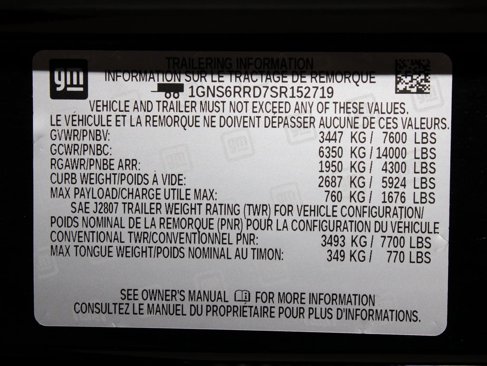 gm
TRAILERING INFORMATION
INFORMATION SUR LE TRACTAGE DE REMORQUE
1GNS6RRD7SR152719
VEHICLE AND TRAILER MUST NOT EXCEED ANY OF THESE VALUES.
LE VÉHICULE ET LA REMORQUE NE DOIVENT DÉPASSER AUCUNE DE CES VALEURS.
GVWR/PNBV: 3447 KG / 7600 LBS
GCWR/PNBC: 6350 KG / 14000 LBS
RGAWR/PNBE ARR: 1950 KG / 4300 LBS
CURB WEIGHT/POIDS À VIDE: 2687 KG / 5924 LBS
MAX PAYLOAD/CHARGE UTILE MAX: 760 KG / 1676 LBS
SAE J2807 TRAILER WEIGHT RATING (TWR) FOR VEHICLE CONFIGURATION/
POIDS NOMINAL DE LA REMORQUE (PNR) POUR LA CONFIGURATION DU VÉHICULE
CONVENTIONAL TWR/CONVENTIONNEL PNR: 3493 KG / 7700 LBS
MAX TONGUE WEIGHT/POIDS NOMINAL AU TIMON: 349 KG / 770 LBS
SEE OWNER'S MANUAL FOR MORE INFORMATION
CONSULTEZ LE MANUEL DU PROPRIÉTAIRE POUR PLUS D'INFORMATIONS.